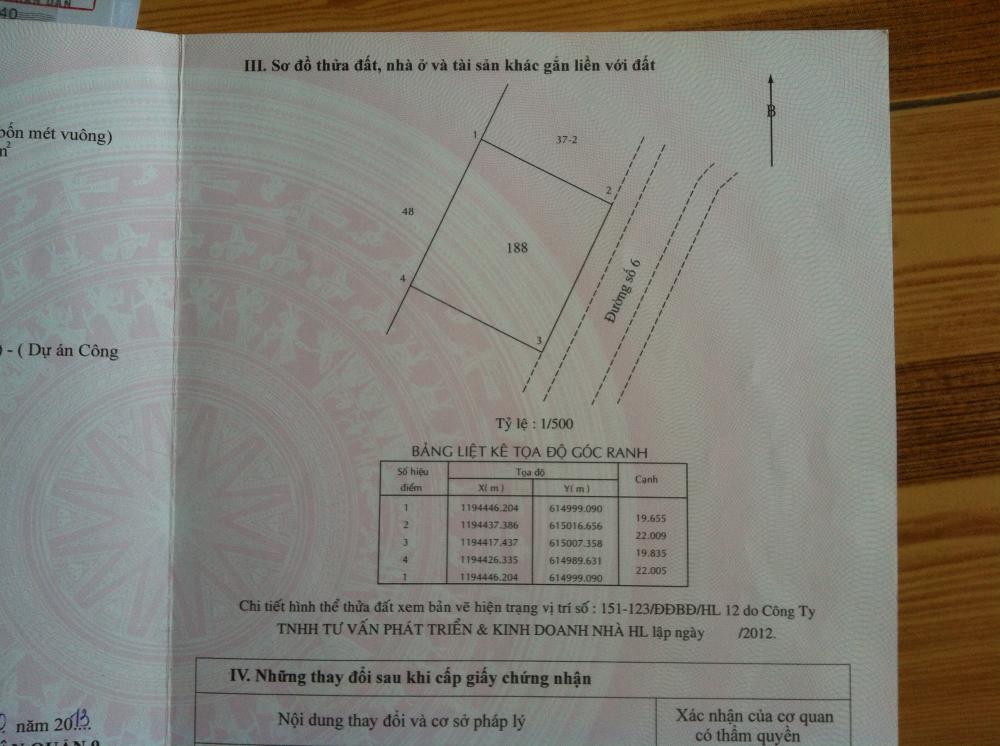 40
III. Sơ đồ thửa đất, nhà ở và tài sản khác gắn liền với đất
bốn mét vuông)
m²
B
1
37-2
2
48
188
4
Đường số 6
3
) - ( Dự án Công
Tỷ lệ : 1/500
BẢNG LIỆT KÊ TỌA ĐỘ GÓC RANH
Số hiệu điểm Tọa độ Cạnh
X( m ) Y( m )
1 1194446.204 614999.090
19.655
2 1194437.386 615016.656
22.009
3 1194417.437 615007.358
19.835
4 1194426.335 614989.631
22.005
1 1194446.204 614999.090
Chi tiết hình thể thửa đất xem bản vẽ hiện trạng vị trí số : 151-123/ĐĐBĐ/HL 12 do Công Ty
TNHH TƯ VẤN PHÁT TRIỂN & KINH DOANH NHÀ HL lập ngày /2012.
IV. Những thay đổi sau khi cấp giấy chứng nhận
Nội dung thay đổi và cơ sở pháp lý
Xác nhận của cơ quan
có thẩm quyền
năm 2013
QUẬN 9